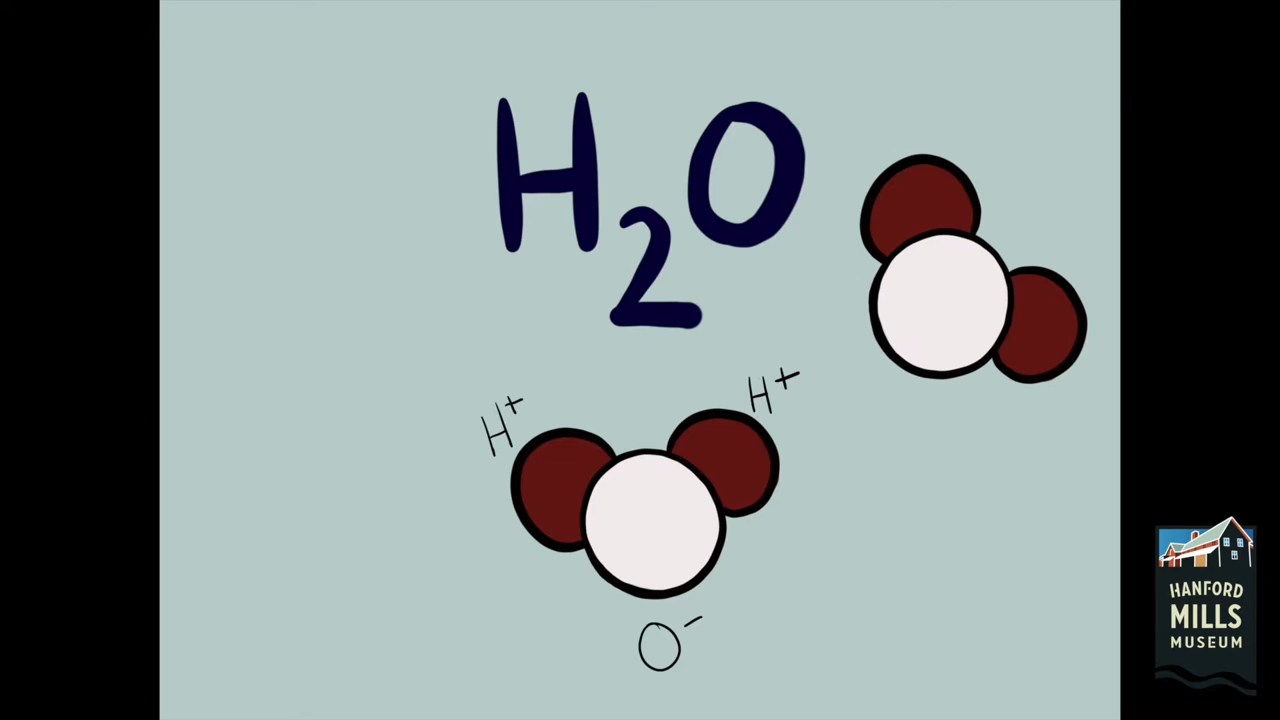 H₂O
H⁺
H⁺
O⁻
HANFORD
MILLS
MUSEUM